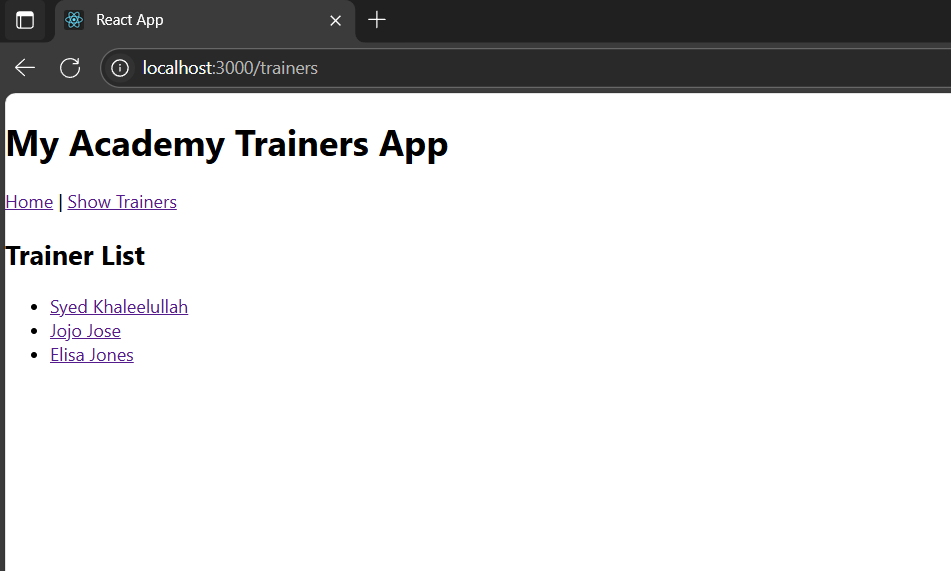 React App
localhost:3000/trainers
My Academy Trainers App
Home | Show Trainers
Trainer List
Syed Khaleelullah
Jojo Jose
Elisa Jones